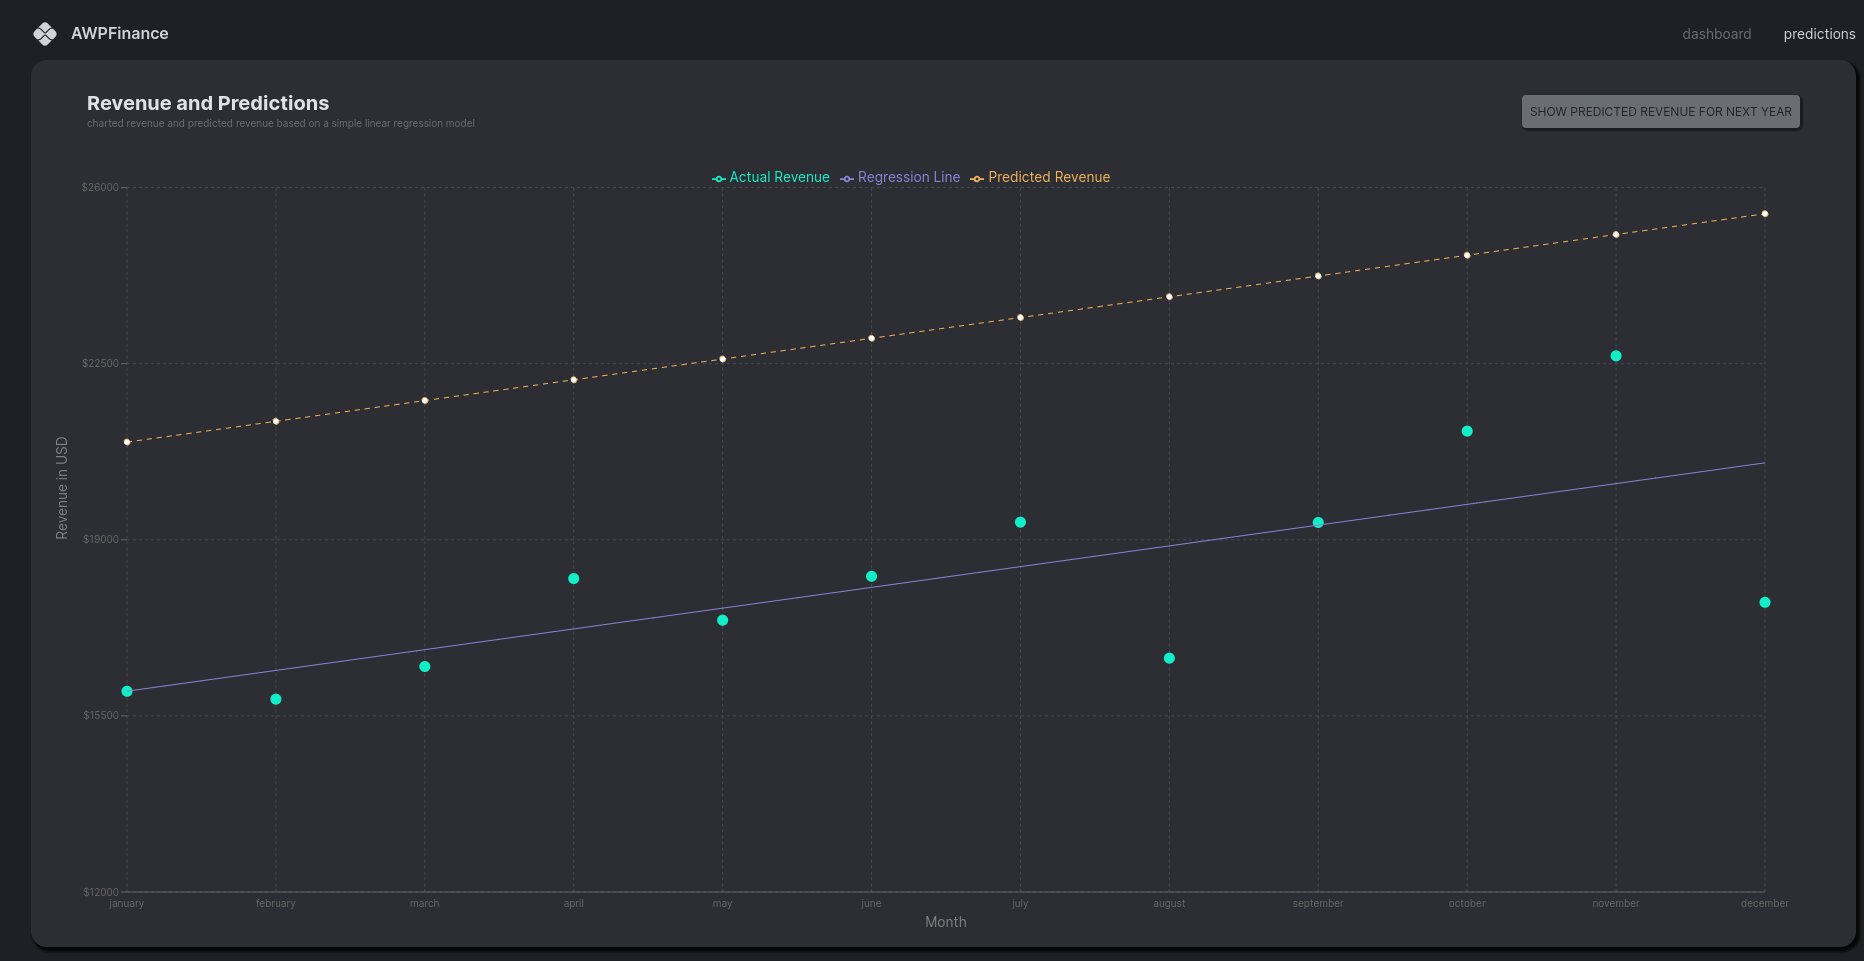 AWPFinance
dashboard
predictions
Revenue and Predictions
charted revenue and predicted revenue based on a simple linear regression model
SHOW PREDICTED REVENUE FOR NEXT YEAR
Actual Revenue Regression Line Predicted Revenue
$26000
$22500
$19000
$15500
$12000
Revenue in USD
january february march april may june july august september october november december
Month